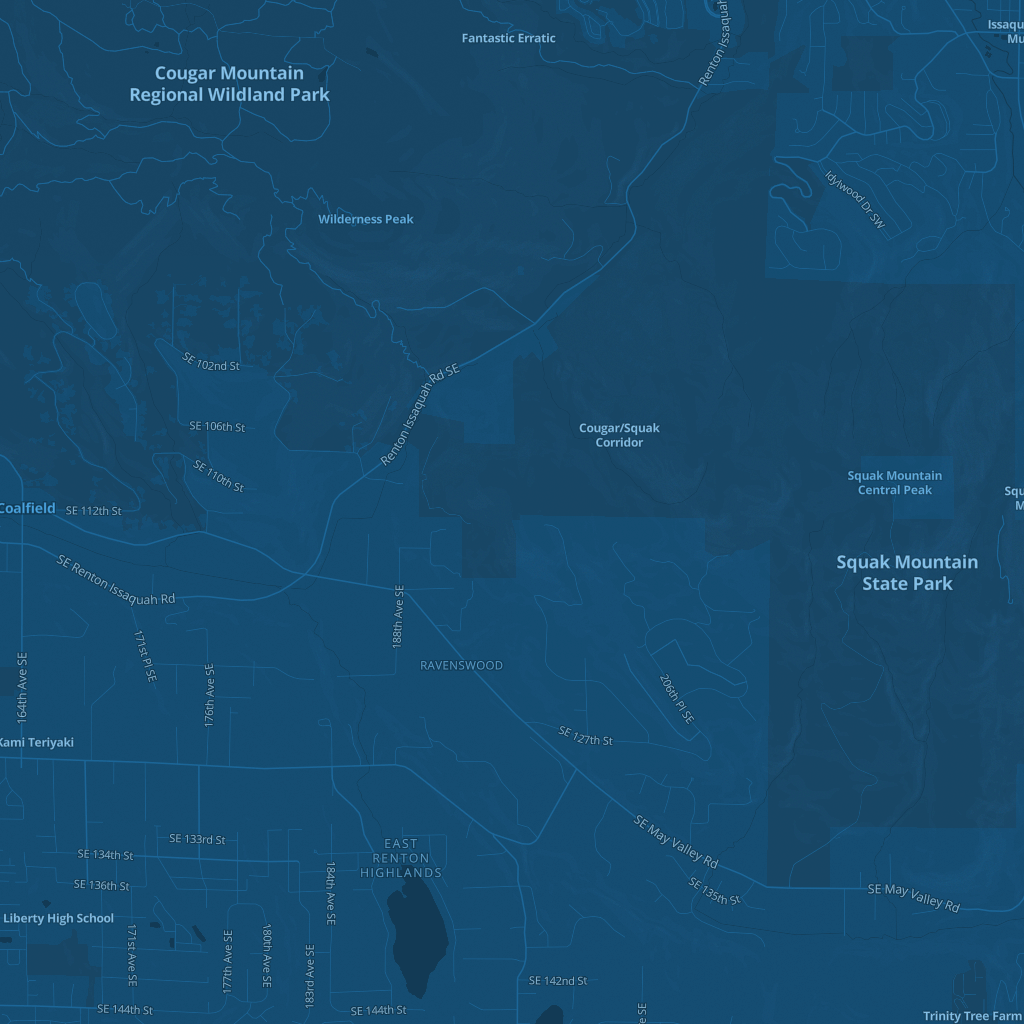 Fantastic Erratic
Issaq
Mu
Renton Issaquah
Cougar Mountain
Regional Wildland Park
Idylwood Dr SW
Wilderness Peak
SE 102nd St
Renton Issaquah Rd SE
SE 106th St
Cougar/Squak
Corridor
SE 110th St
Squak Mountain
Central Peak
Squ
M
Coalfield
SE 112th St
Squak Mountain
State Park
SE Renton Issaquah Rd
188th Ave SE
171st Pl SE
RAVENSWOOD
164th Ave SE
176th Ave SE
206th Pl SE
SE 127th St
Kami Teriyaki
SE May Valley Rd
SE 133rd St
EAST
RENTON
HIGHLANDS
SE 134th St
SE 136th St
184th Ave SE
SE 135th St
SE May Valley Rd
Liberty High School
171st Ave SE
177th Ave SE
180th Ave SE
183rd Ave SE
SE 142nd St
SE 144th St
SE 144th St
e SE
Trinity Tree Farm